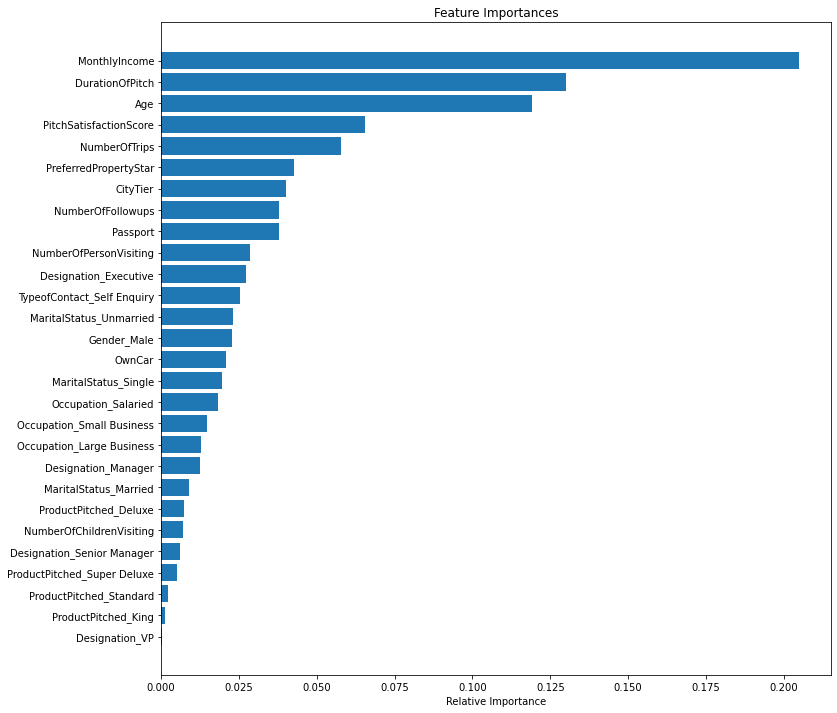 Feature Importances
MonthlyIncome
DurationOfPitch
Age
PitchSatisfactionScore
NumberOfTrips
PreferredPropertyStar
CityTier
NumberOfFollowups
Passport
NumberOfPersonVisiting
Designation_Executive
TypeofContact_Self Enquiry
MaritalStatus_Unmarried
Gender_Male
OwnCar
MaritalStatus_Single
Occupation_Salaried
Occupation_Small Business
Occupation_Large Business
Designation_Manager
MaritalStatus_Married
ProductPitched_Deluxe
NumberOfChildrenVisiting
Designation_Senior Manager
ProductPitched_Super Deluxe
ProductPitched_Standard
ProductPitched_King
Designation_VP
0.000 0.025 0.050 0.075 0.100 0.125 0.150 0.175 0.200
Relative Importance